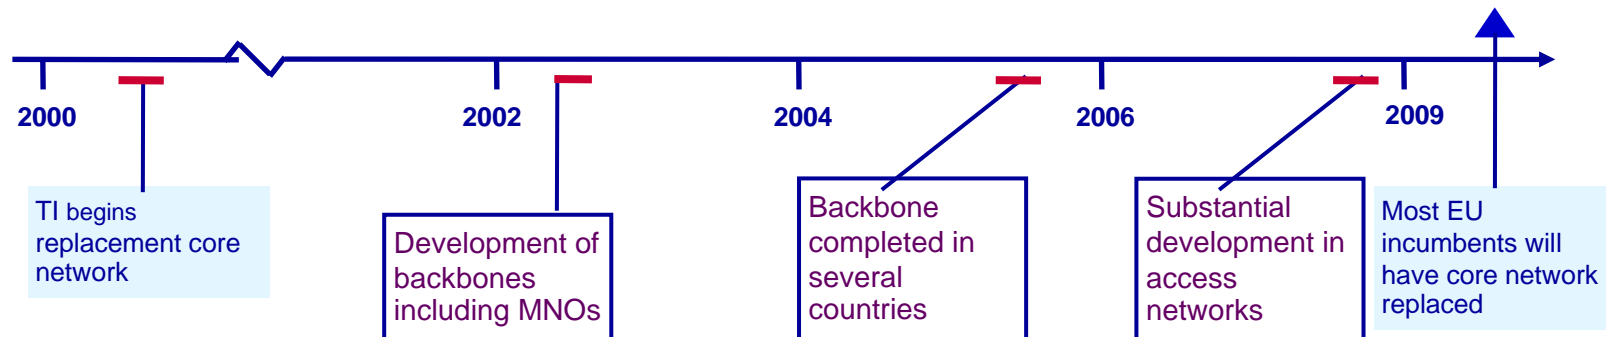 2000
2002
2004
2006
2009
TI begins
replacement core
network
Development of
backbones
including MNOs
Backbone
completed in
several
countries
Substantial
development in
access
networks
Most EU
incumbents will
have core network
replaced